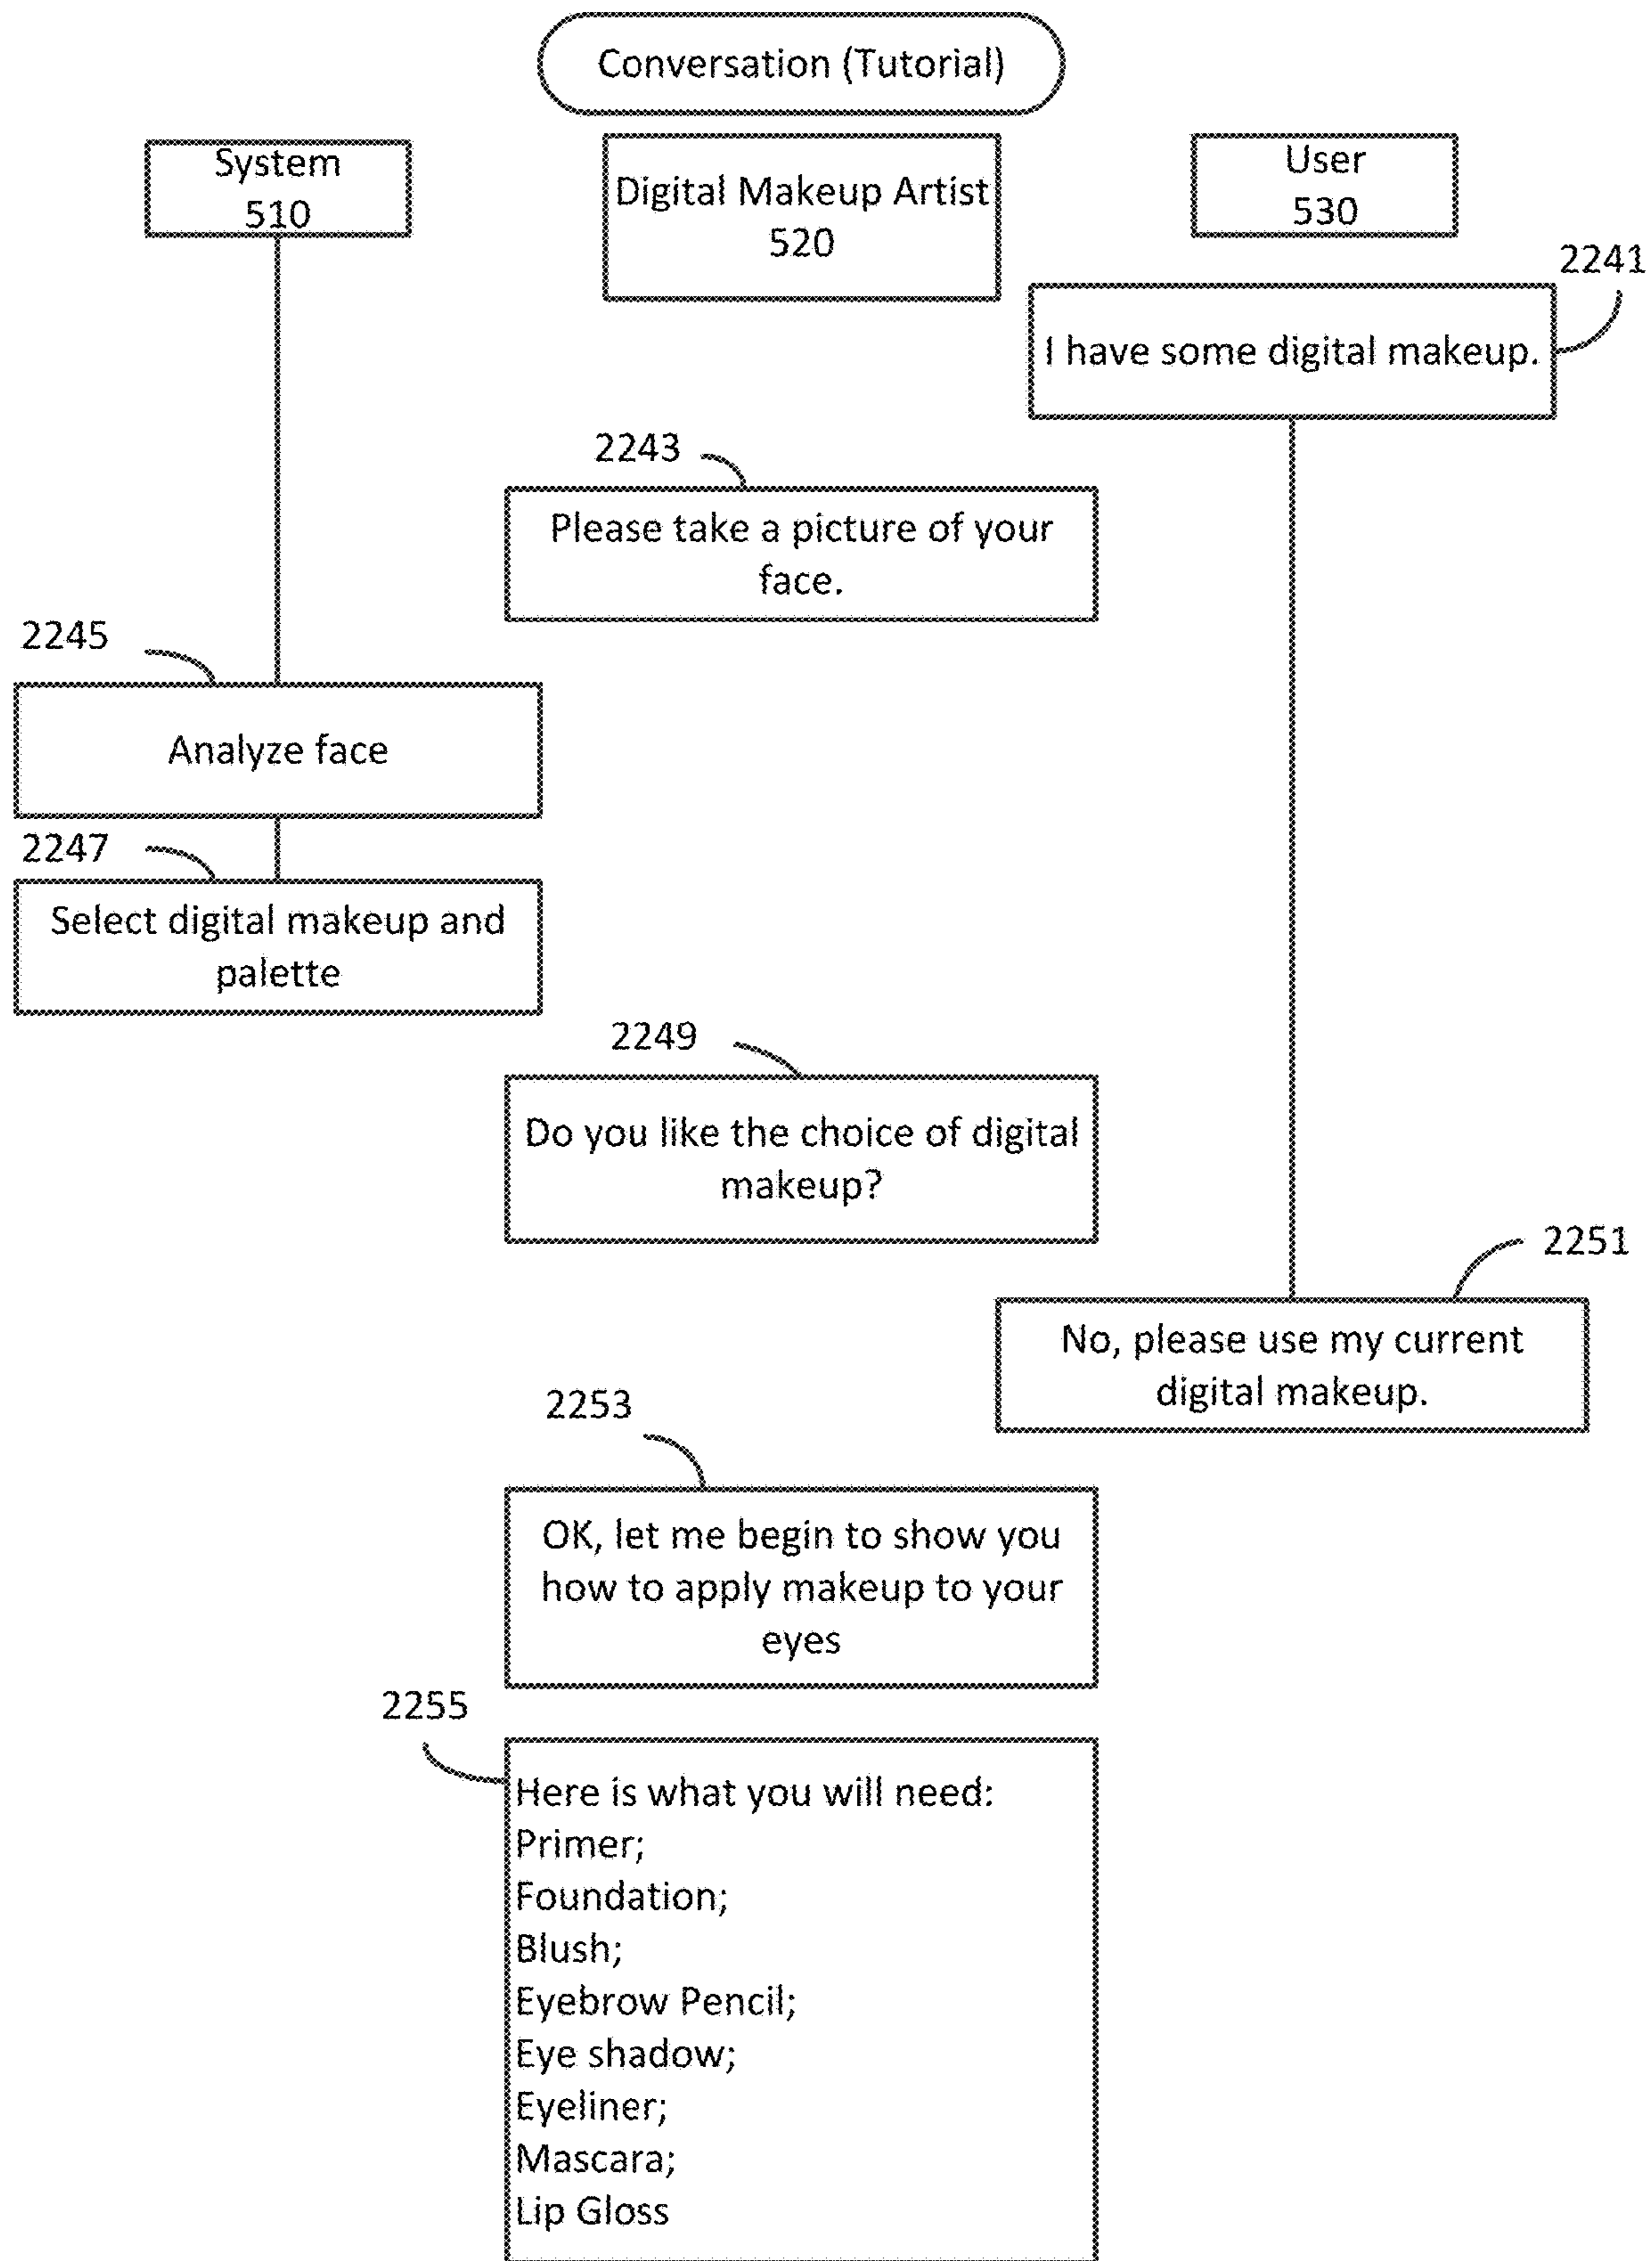 Conversation (Tutorial)
System
510
Digital Makeup Artist
520
User
530
2241
I have some digital makeup.
2243
Please take a picture of your
face.
2245
Analyze face
2247
Select digital makeup and
palette
2249
Do you like the choice of digital
makeup?
2251
No, please use my current
digital makeup.
2253
OK, let me begin to show you
how to apply makeup to your
eyes
2255
Here is what you will need:
Primer;
Foundation;
Blush;
Eyebrow Pencil;
Eye shadow;
Eyeliner;
Mascara;
Lip Gloss